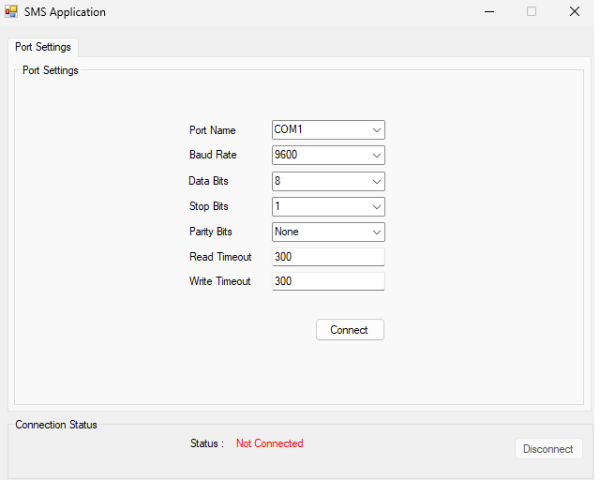 SMS Application
Port Settings
Port Settings
Port Name COM1
Baud Rate 9600
Data Bits 8
Stop Bits 1
Parity Bits None
Read Timeout 300
Write Timeout 300
Connect
Connection Status
Status : Not Connected
Disconnect